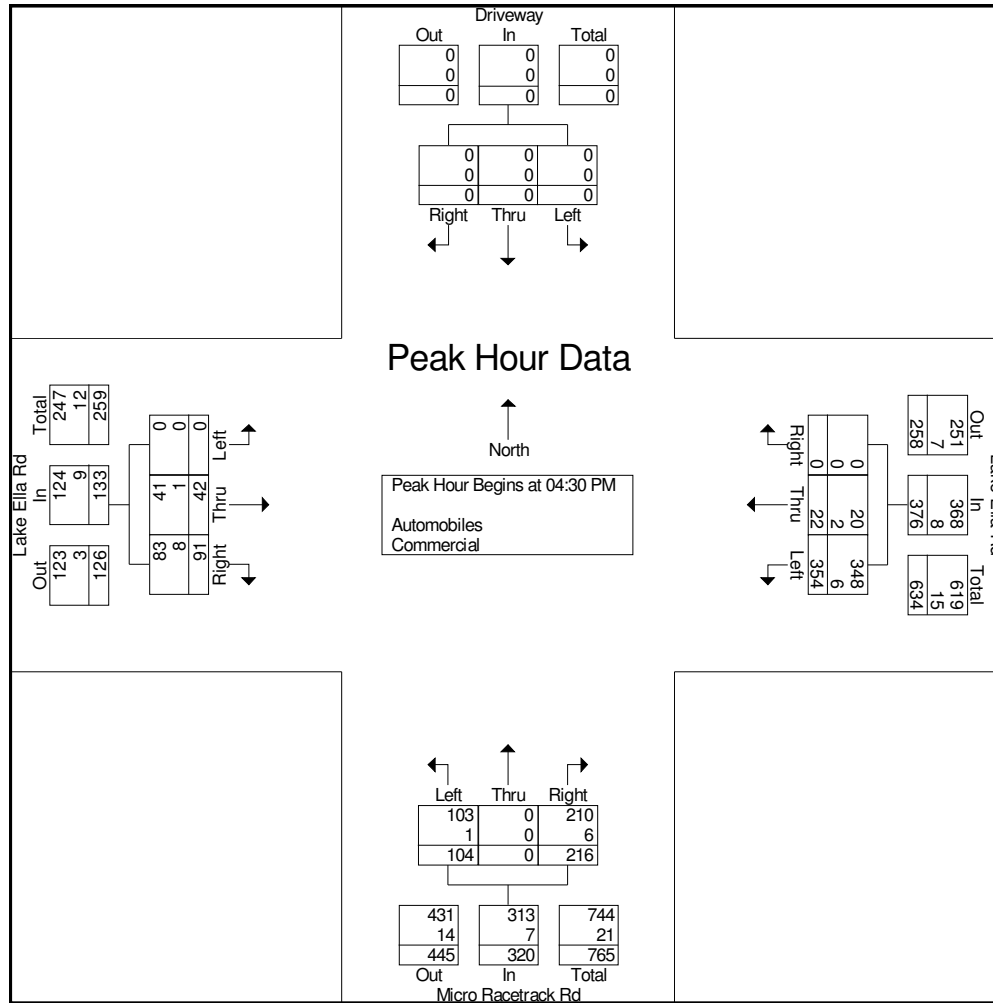 Driveway
Out In Total
0 0 0
0 0 0
0 0 0
0 0 0
0 0 0
0 0 0
Right Thru Left
Peak Hour Data
North
Peak Hour Begins at 04:30 PM
Automobiles
Commercial
Lake Ella Rd
Total In Out
247 124 123
12 9 3
259 133 126
0 41 83
0 1 8
0 42 91
Left Thru Right
Out In Total
251 368 619
7 8 15
258 376 634
0 20 348
0 2 6
0 22 354
Right Thru Left
Left Thru Right
103 0 210
1 0 6
104 0 216
431 313 744
14 7 21
445 320 765
Out In Total
Micro Racetrack Rd